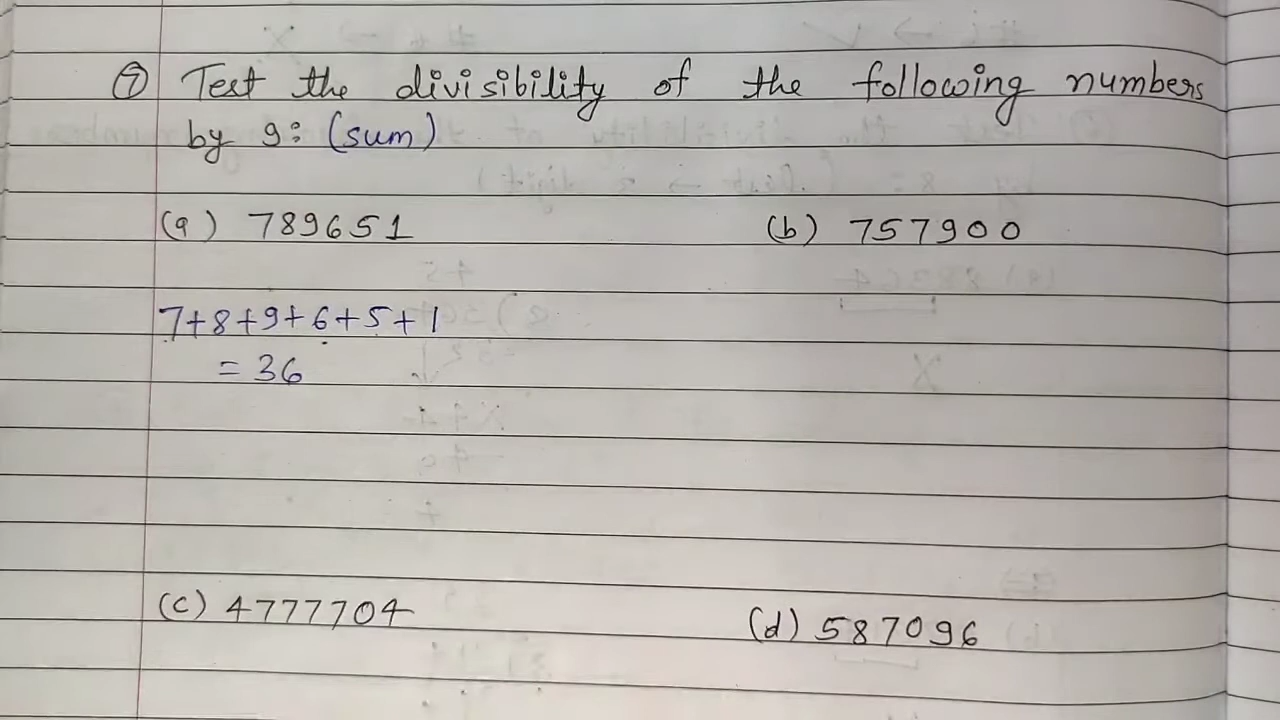 ⑦ Test the divisibility of the following numbers
by 9: (sum)
(a) 789651 (b) 757900
7+8+9+6+5+1
= 36
(c) 4777704 (d) 587096